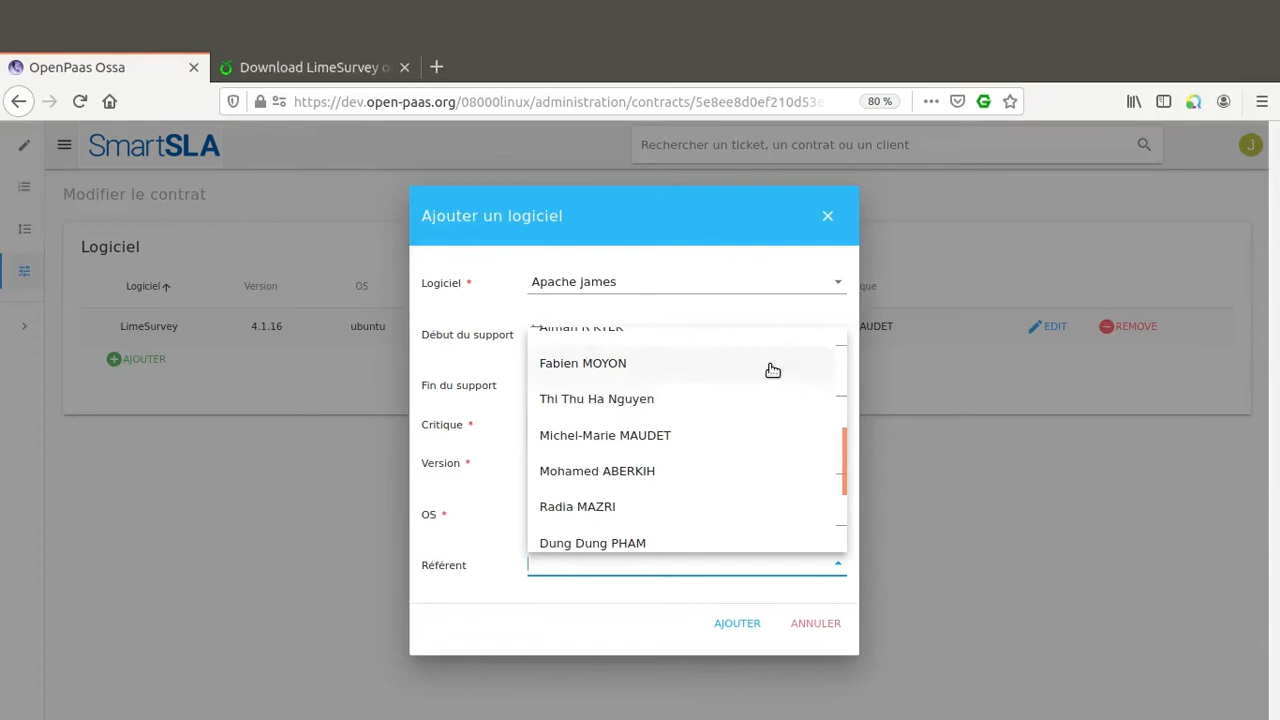 OpenPaas Ossa
Download LimeSurvey o
https://dev.open-paas.org/08000linux/administration/contracts/5e8ee8d0ef210d53e
80 %
SmartSLA
Rechercher un ticket, un contrat ou un client
J
Modifier le contrat
Ajouter un logiciel
Logiciel
Logiciel *
Apache james
Logiciel
Version
OS
que
LimeSurvey
4.1.16
ubuntu
AUDET
EDIT
REMOVE
AJOUTER
Début du support
Fabien MOYON
Fin du support
Thi Thu Ha Nguyen
Critique *
Michel-Marie MAUDET
Version *
Mohamed ABERKIH
Radia MAZRI
OS *
Dung Dung PHAM
Référent
AJOUTER
ANNULER